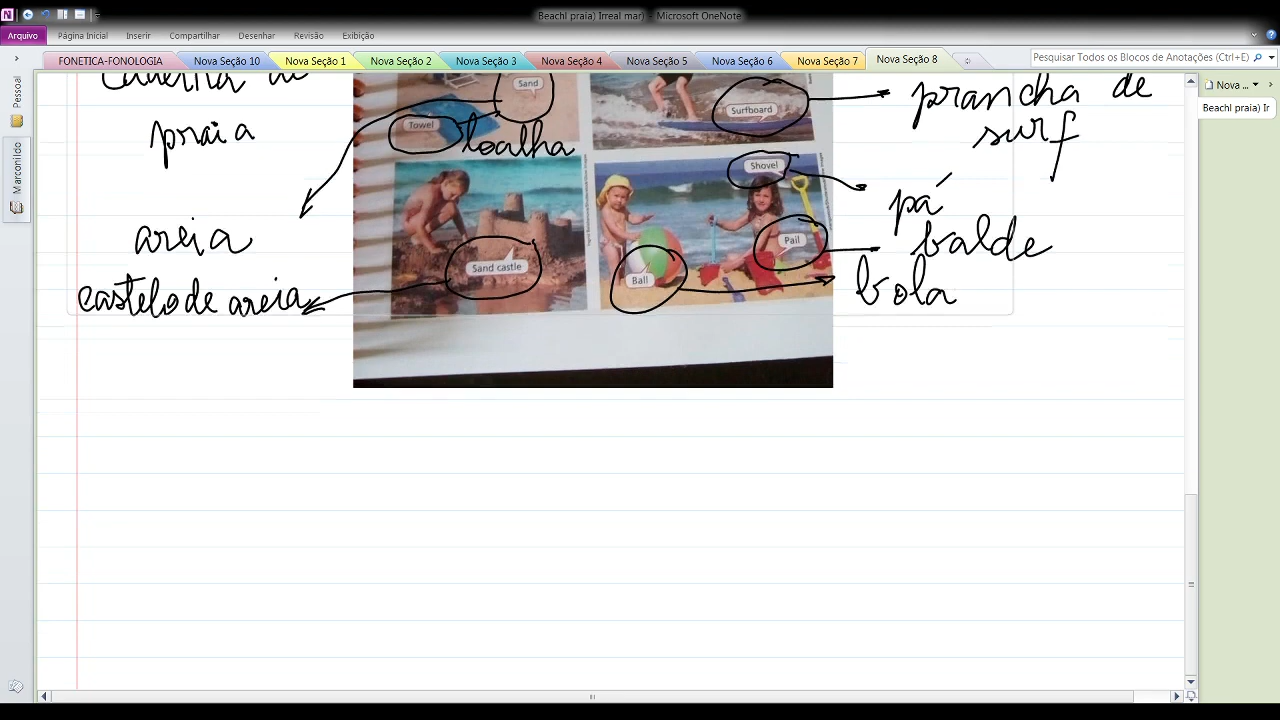 Beachl praia) Irreal mar) - Microsoft OneNote
Arquivo Página Inicial Inserir Compartilhar Desenhar Revisão Exibição
FONETICA-FONOLOGIA Nova Seção 10 Nova Seção 1 Nova Seção 2 Nova Seção 3 Nova Seção 4 Nova Seção 5 Nova Seção 6 Nova Seção 7 Nova Seção 8
Pesquisar Todos os Blocos de Anotações (Ctrl+E)
Nova ...
Beachl praia) Ir
Pessoal
Marconildo
praia
Sand
Towel
toalha
Surfboard
prancha de
surf
Shovel
pá
areia
Pail
balde
Sand castle
castelo de areia
Ball
bola